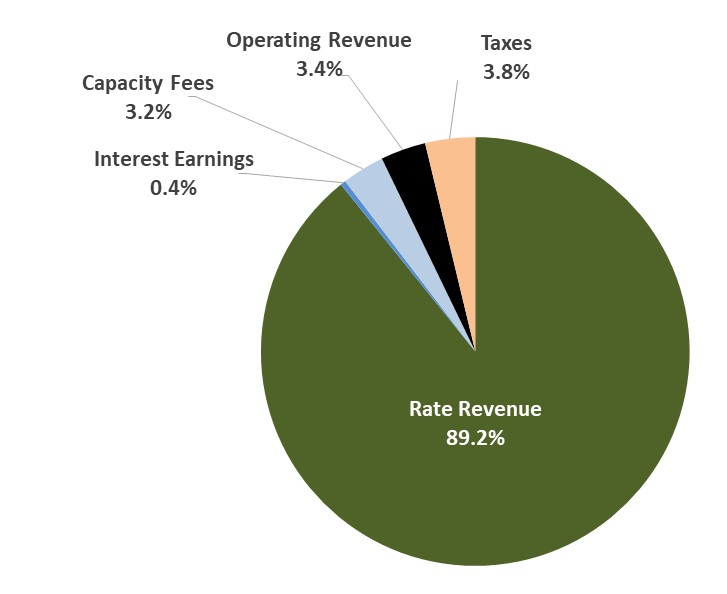 Operating Revenue
3.4%
Taxes
3.8%
Capacity Fees
3.2%
Interest Earnings
0.4%
Rate Revenue
89.2%